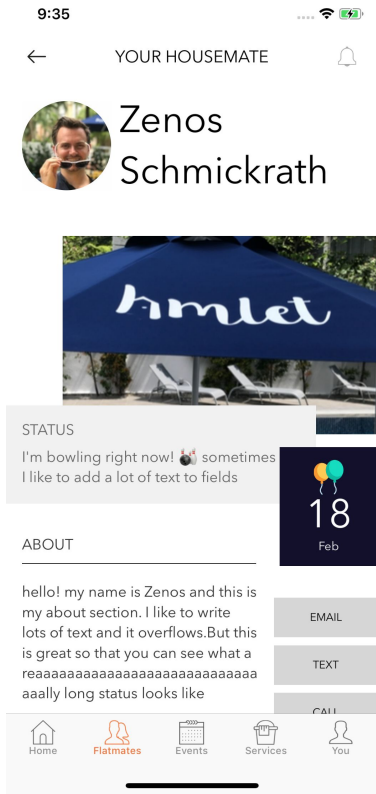 9:35
YOUR HOUSEMATE
Zenos
Schmickrath
hmlet
STATUS
I'm bowling right now! 🎳 sometimes
I like to add a lot of text to fields
18
Feb
ABOUT
hello! my name is Zenos and this is
my about section. I like to write
lots of text and it overflows.But this
is great so that you can see what a
reaaaaaaaaaaaaaaaaaaaaaaaaaaaa
aaally long status looks like
EMAIL
TEXT
CALL
Home
Flatmates
Events
Services
You